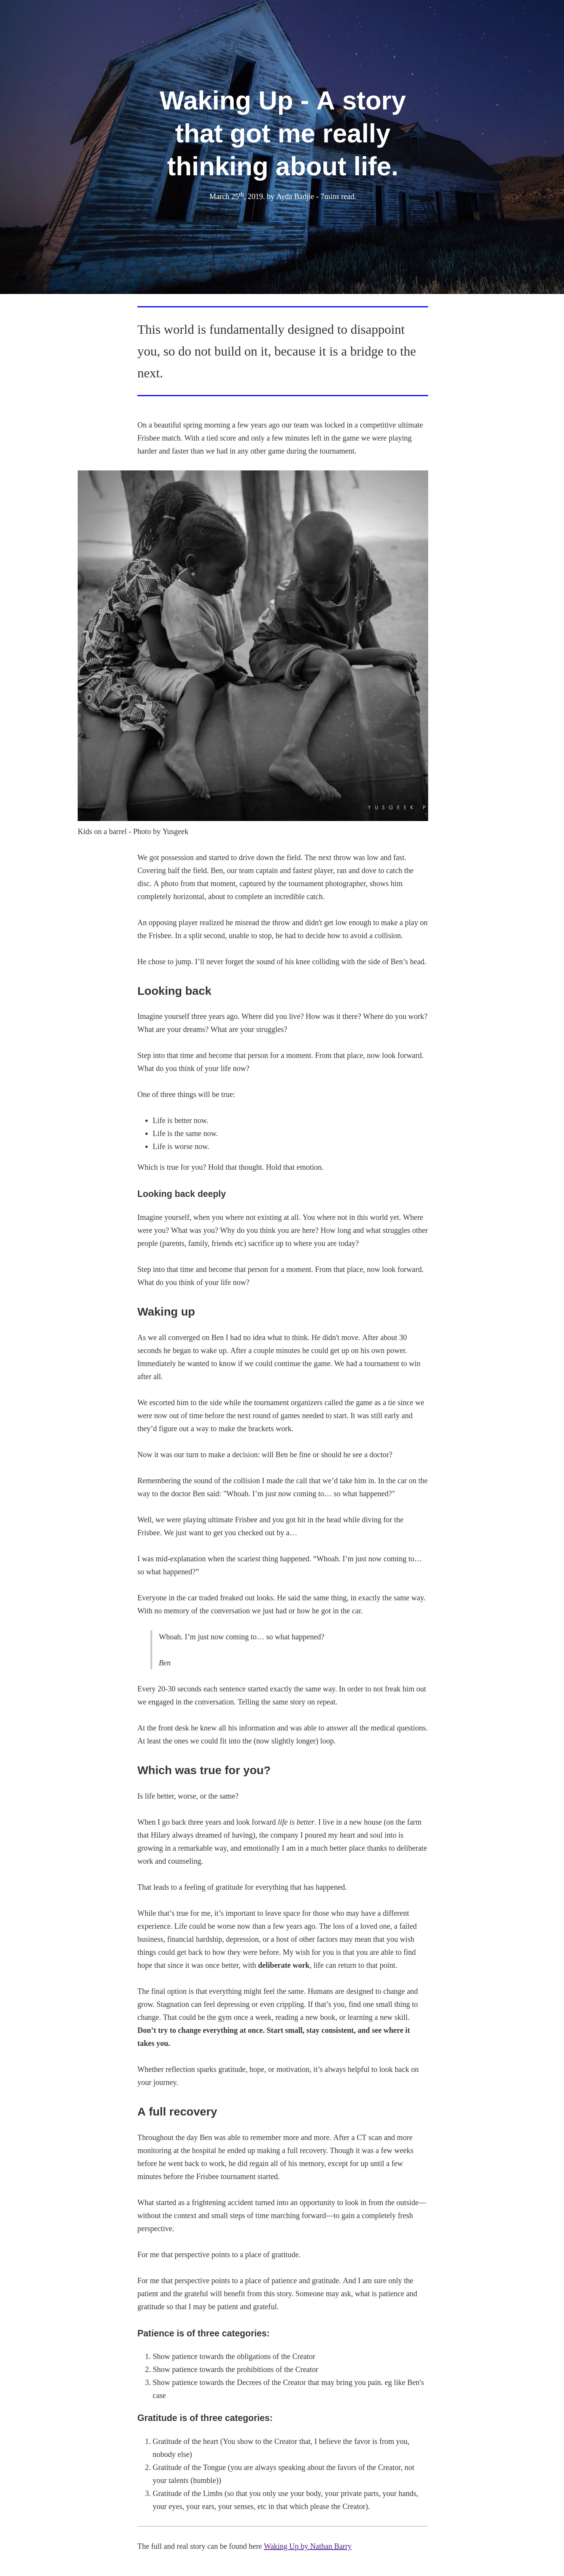 Waking Up - A story
that got me really
thinking about life.
March 25th, 2019. by Ayda Badjie - 7mins read.
This world is fundamentally designed to disappoint
you, so do not build on it, because it is a bridge to the
next.
On a beautiful spring morning a few years ago our team was locked in a competitive ultimate
Frisbee match. With a tied score and only a few minutes left in the game we were playing
harder and faster than we had in any other game during the tournament.
YUSGEEK P
Kids on a barrel - Photo by Yusgeek
We got possession and started to drive down the field. The next throw was low and fast.
Covering half the field. Ben, our team captain and fastest player, ran and dove to catch the
disc. A photo from that moment, captured by the tournament photographer, shows him
completely horizontal, about to complete an incredible catch.
An opposing player realized he misread the throw and didn't get low enough to make a play on
the Frisbee. In a split second, unable to stop, he had to decide how to avoid a collision.
He chose to jump. I’ll never forget the sound of his knee colliding with the side of Ben’s head.
Looking back
Imagine yourself three years ago. Where did you live? How was it there? Where do you work?
What are your dreams? What are your struggles?
Step into that time and become that person for a moment. From that place, now look forward.
What do you think of your life now?
One of three things will be true:
• Life is better now.
• Life is the same now.
• Life is worse now.
Which is true for you? Hold that thought. Hold that emotion.
Looking back deeply
Imagine yourself, when you where not existing at all. You where not in this world yet. Where
were you? What was you? Why do you think you are here? How long and what struggles other
people (parents, family, friends etc) sacrifice up to where you are today?
Step into that time and become that person for a moment. From that place, now look forward.
What do you think of your life now?
Waking up
As we all converged on Ben I had no idea what to think. He didn't move. After about 30
seconds he began to wake up. After a couple minutes he could get up on his own power.
Immediately he wanted to know if we could continue the game. We had a tournament to win
after all.
We escorted him to the side while the tournament organizers called the game as a tie since we
were now out of time before the next round of games needed to start. It was still early and
they’d figure out a way to make the brackets work.
Now it was our turn to make a decision: will Ben be fine or should he see a doctor?
Remembering the sound of the collision I made the call that we’d take him in. In the car on the
way to the doctor Ben said: "Whoah. I’m just now coming to… so what happened?"
Well, we were playing ultimate Frisbee and you got hit in the head while diving for the
Frisbee. We just want to get you checked out by a…
I was mid-explanation when the scariest thing happened. “Whoah. I’m just now coming to…
so what happened?”
Everyone in the car traded freaked out looks. He said the same thing, in exactly the same way.
With no memory of the conversation we just had or how he got in the car.
Whoah. I’m just now coming to… so what happened?
Ben
Every 20-30 seconds each sentence started exactly the same way. In order to not freak him out
we engaged in the conversation. Telling the same story on repeat.
At the front desk he knew all his information and was able to answer all the medical questions.
At least the ones we could fit into the (now slightly longer) loop.
Which was true for you?
Is life better, worse, or the same?
When I go back three years and look forward life is better. I live in a new house (on the farm
that Hilary always dreamed of having), the company I poured my heart and soul into is
growing in a remarkable way, and emotionally I am in a much better place thanks to deliberate
work and counseling.
That leads to a feeling of gratitude for everything that has happened.
While that’s true for me, it’s important to leave space for those who may have a different
experience. Life could be worse now than a few years ago. The loss of a loved one, a failed
business, financial hardship, depression, or a host of other factors may mean that you wish
things could get back to how they were before. My wish for you is that you are able to find
hope that since it was once better, with deliberate work, life can return to that point.
The final option is that everything might feel the same. Humans are designed to change and
grow. Stagnation can feel depressing or even crippling. If that’s you, find one small thing to
change. That could be the gym once a week, reading a new book, or learning a new skill.
Don’t try to change everything at once. Start small, stay consistent, and see where it
takes you.
Whether reflection sparks gratitude, hope, or motivation, it’s always helpful to look back on
your journey.
A full recovery
Throughout the day Ben was able to remember more and more. After a CT scan and more
monitoring at the hospital he ended up making a full recovery. Though it was a few weeks
before he went back to work, he did regain all of his memory, except for up until a few
minutes before the Frisbee tournament started.
What started as a frightening accident turned into an opportunity to look in from the outside—
without the context and small steps of time marching forward—to gain a completely fresh
perspective.
For me that perspective points to a place of gratitude.
For me that perspective points to a place of patience and gratitude. And I am sure only the
patient and the grateful will benefit from this story. Someone may ask, what is patience and
gratitude so that I may be patient and grateful.
Patience is of three categories:
1. Show patience towards the obligations of the Creator
2. Show patience towards the prohibitions of the Creator
3. Show patience towards the Decrees of the Creator that may bring you pain. eg like Ben's
case
Gratitude is of three categories:
1. Gratitude of the heart (You show to the Creator that, I believe the favor is from you,
nobody else)
2. Gratitude of the Tongue (you are always speaking about the favors of the Creator, not
your talents (humble))
3. Gratitude of the Limbs (so that you only use your body, your private parts, your hands,
your eyes, your ears, your senses, etc in that which please the Creator).
The full and real story can be found here Waking Up by Nathan Barry